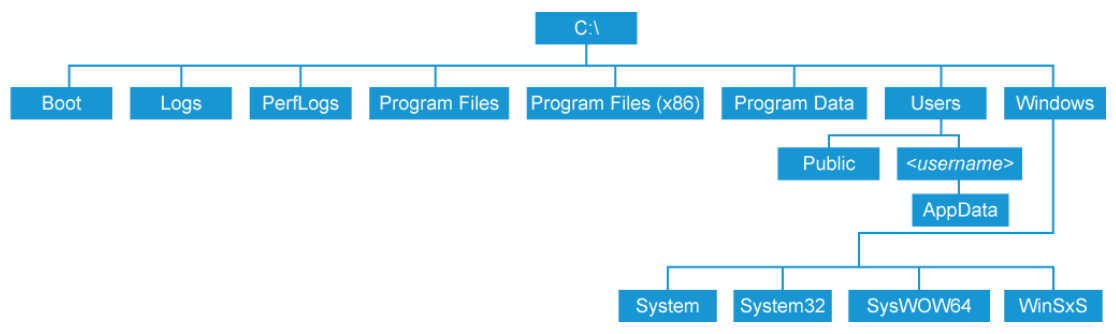 C:\
Boot
Logs
PerfLogs
Program Files
Program Files (x86)
Program Data
Users
Windows
Public
<username>
AppData
System
System32
SysWOW64
WinSxS